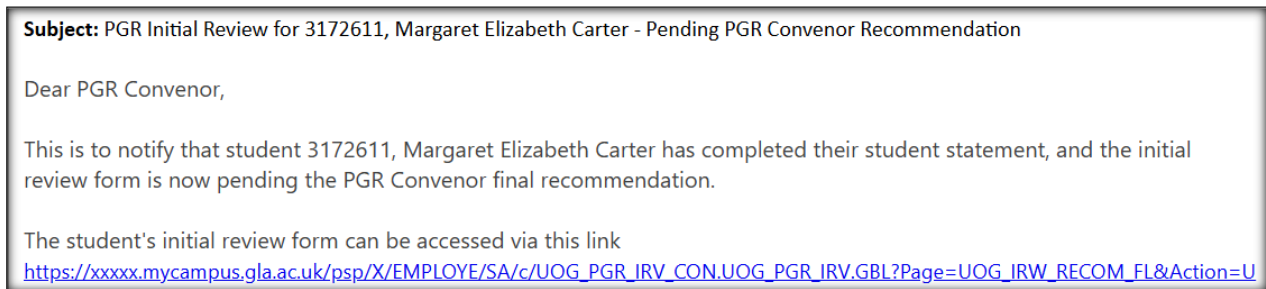 Subject: PGR Initial Review for 3172611, Margaret Elizabeth Carter - Pending PGR Convenor Recommendation
Dear PGR Convenor,
This is to notify that student 3172611, Margaret Elizabeth Carter has completed their student statement, and the initial
review form is now pending the PGR Convenor final recommendation.
The student's initial review form can be accessed via this link
https://xxxxx.mycampus.gla.ac.uk/psp/X/EMPLOYE/SA/c/UOG_PGR_IRV_CON.UOG_PGR_IRV.GBL?Page=UOG_IRW_RECOM_FL&Action=U